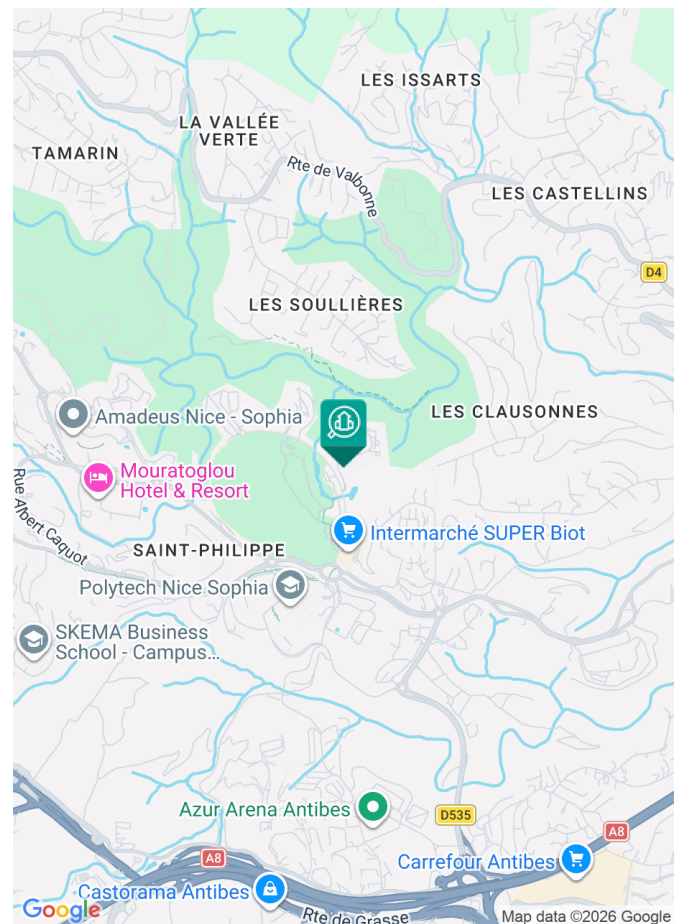 LES ISSARTS
LA VALLÉE
VERTE
TAMARIN
Rte de Valbonne
LES CASTELLINS
D4
LES SOULLIÈRES
Amadeus Nice - Sophia
LES CLAUSONNES
Mouratoglou
Hotel & Resort
Rue Albert Caquot
Intermarché SUPER Biot
SAINT-PHILIPPE
Polytech Nice Sophia
SKEMA Business
School - Campus...
Azur Arena Antibes
D535
A8
A8
Carrefour Antibes
Castorama Antibes
Google
Rte de Grasse
Map data ©2026 Google